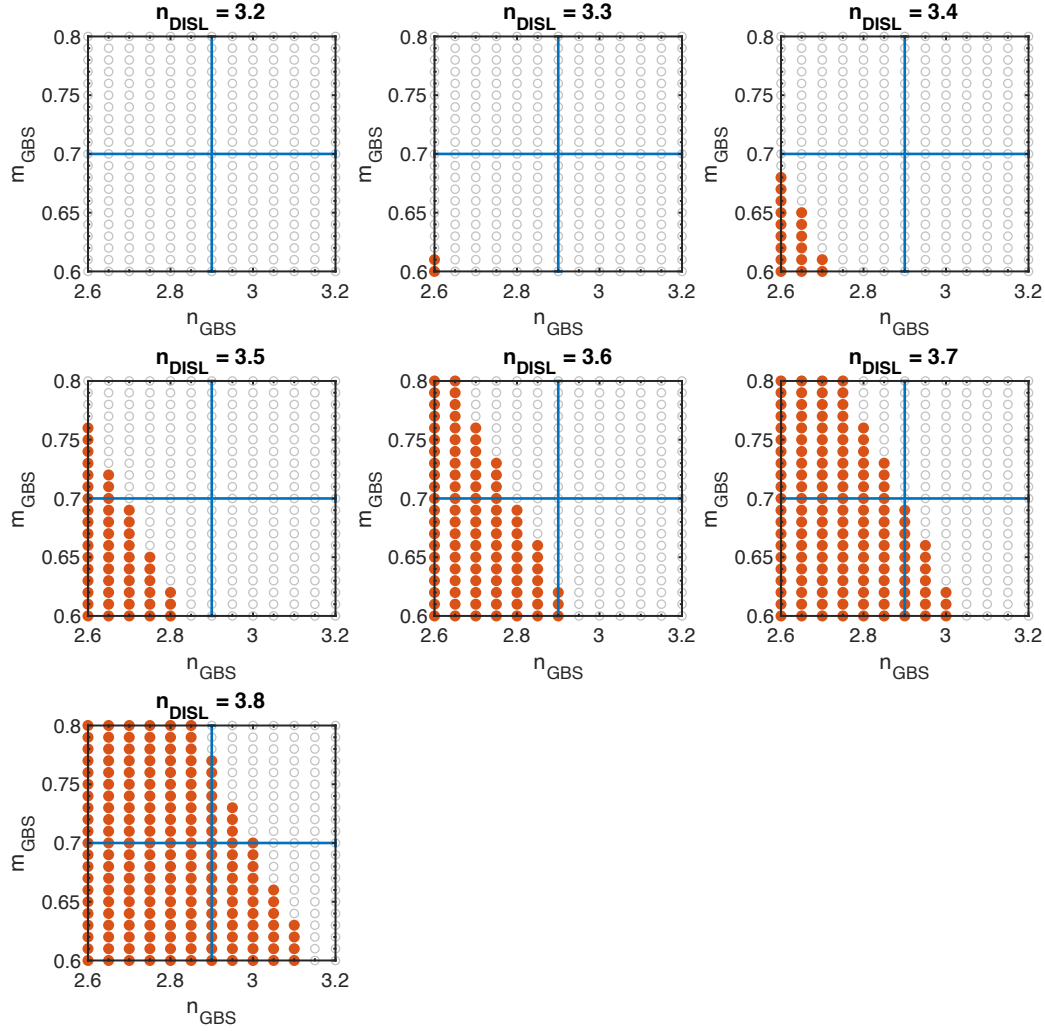 n_DISL = 3.2
0.8
0.75
0.7
0.65
0.6
m_GBS
2.6 2.8 3 3.2
n_GBS
n_DISL = 3.3
0.8
0.75
0.7
0.65
0.6
m_GBS
2.6 2.8 3 3.2
n_GBS
n_DISL = 3.4
0.8
0.75
0.7
0.65
0.6
m_GBS
2.6 2.8 3 3.2
n_GBS
n_DISL = 3.5
0.8
0.75
0.7
0.65
0.6
m_GBS
2.6 2.8 3 3.2
n_GBS
n_DISL = 3.6
0.8
0.75
0.7
0.65
0.6
m_GBS
2.6 2.8 3 3.2
n_GBS
n_DISL = 3.7
0.8
0.75
0.7
0.65
0.6
m_GBS
2.6 2.8 3 3.2
n_GBS
n_DISL = 3.8
0.8
0.75
0.7
0.65
0.6
m_GBS
2.6 2.8 3 3.2
n_GBS